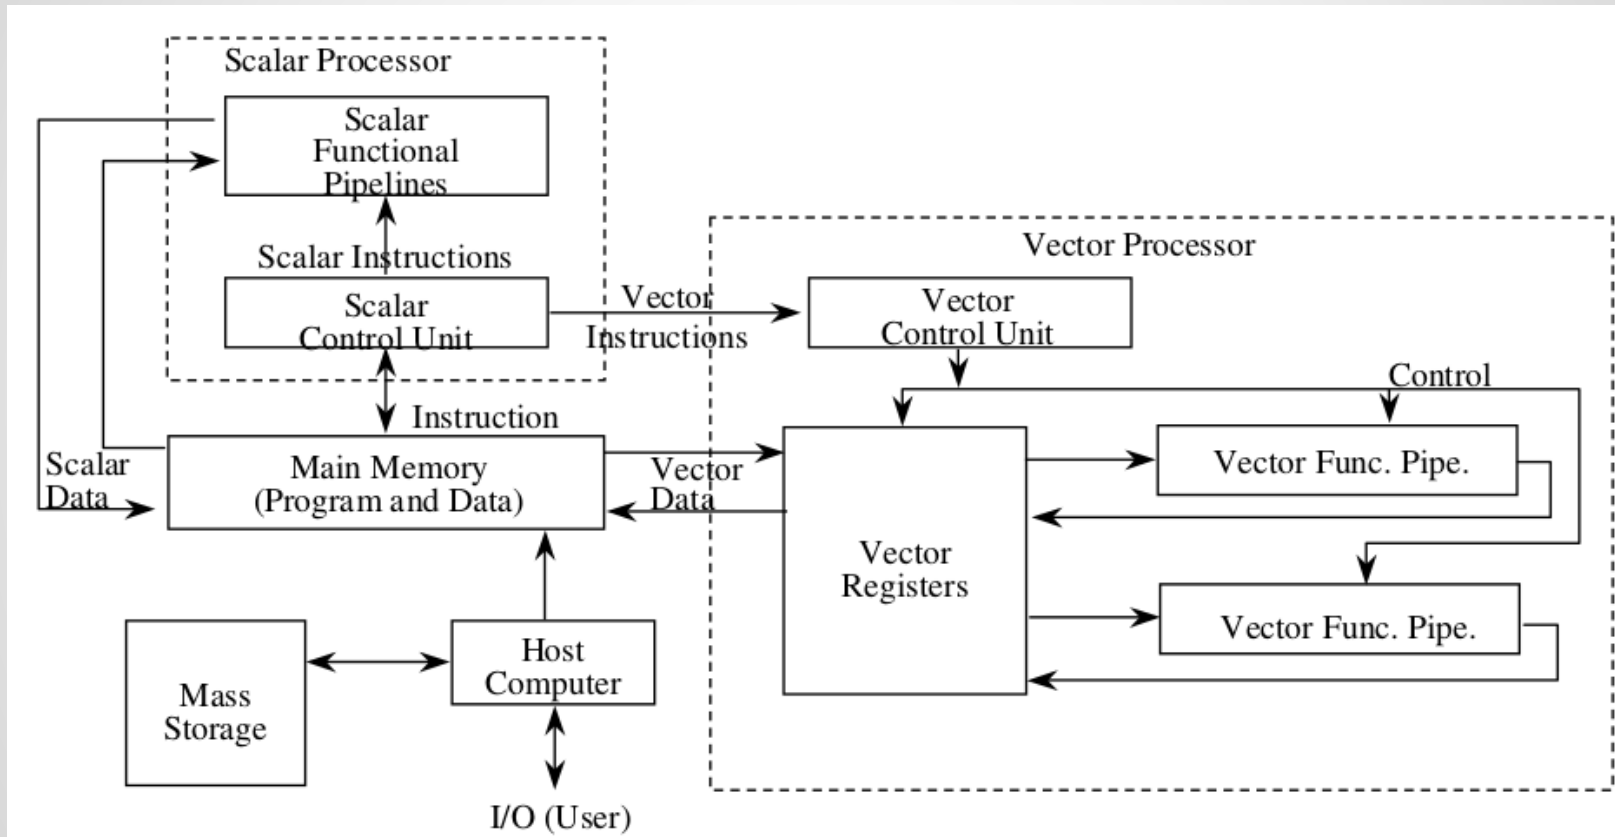 Scalar Processor
Scalar
Functional
Pipelines
Scalar Instructions
Scalar
Control Unit
Vector
Instructions
Vector Processor
Vector
Control Unit
Control
Instruction
Scalar
Data
Main Memory
(Program and Data)
Vector
Data
Vector
Registers
Vector Func. Pipe.
Vector Func. Pipe.
Mass
Storage
Host
Computer
I/O (User)